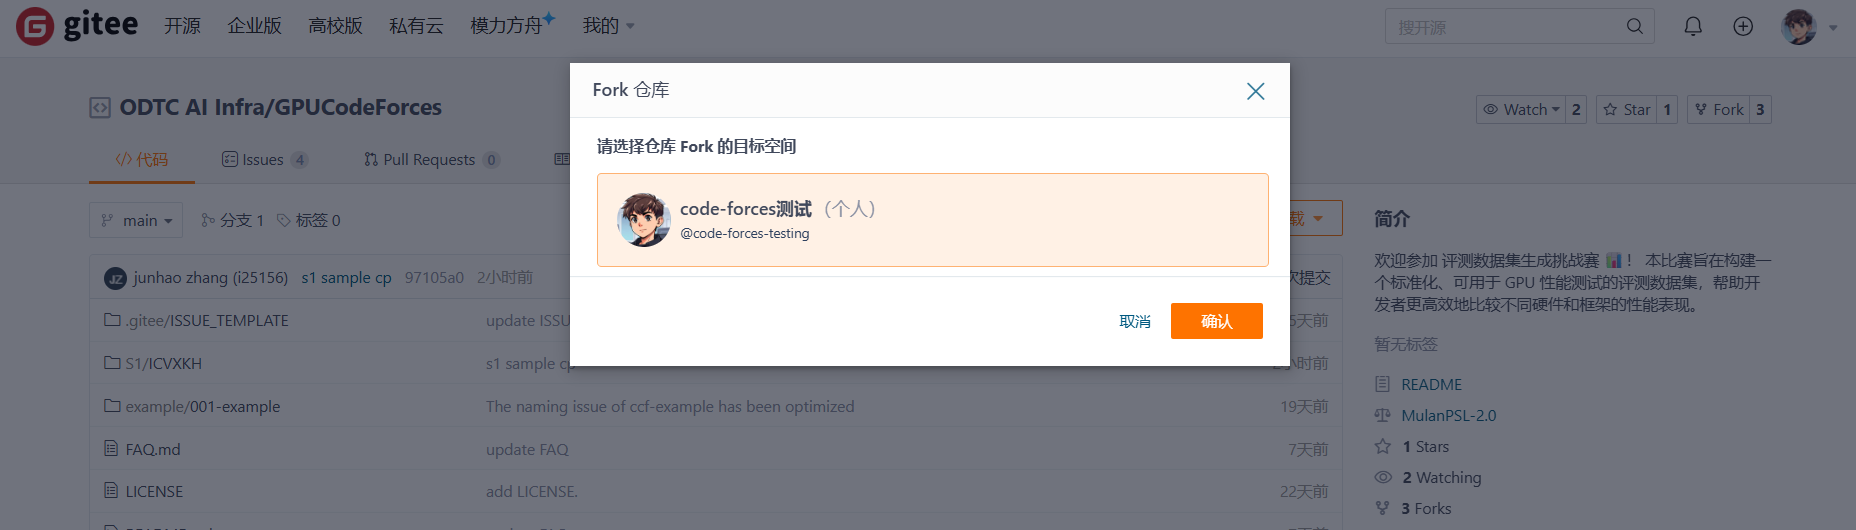 gitee 开源 企业版 高校版 私有云 模力方舟 我的 搜开源
Fork 仓库
ODTC AI Infra/GPUCodeForces
Watch 2 Star 1 Fork 3
请选择仓库 Fork 的目标空间
代码 Issues 4 Pull Requests 0
code-forces测试 （个人）
@code-forces-testing
main 分支 1 标签 0
载
简介
欢迎参加 评测数据集生成挑战赛 📊 ！ 本比赛旨在构建一
个标准化、可用于 GPU 性能测试的评测数据集，帮助开
发者更高效地比较不同硬件和框架的性能表现。
JZ junhao zhang (i25156) s1 sample cp 97105a0 2小时前
次提交
取消 确认
.gitee/ISSUE_TEMPLATE update ISSU 5天前
暂无标签
S1/ICVXKH s1 sample cp 小时前
README
example/001-example The naming issue of ccf-example has been optimized 19天前
MulanPSL-2.0
FAQ.md update FAQ 7天前
1 Stars
2 Watching
LICENSE add LICENSE. 22天前
3 Forks